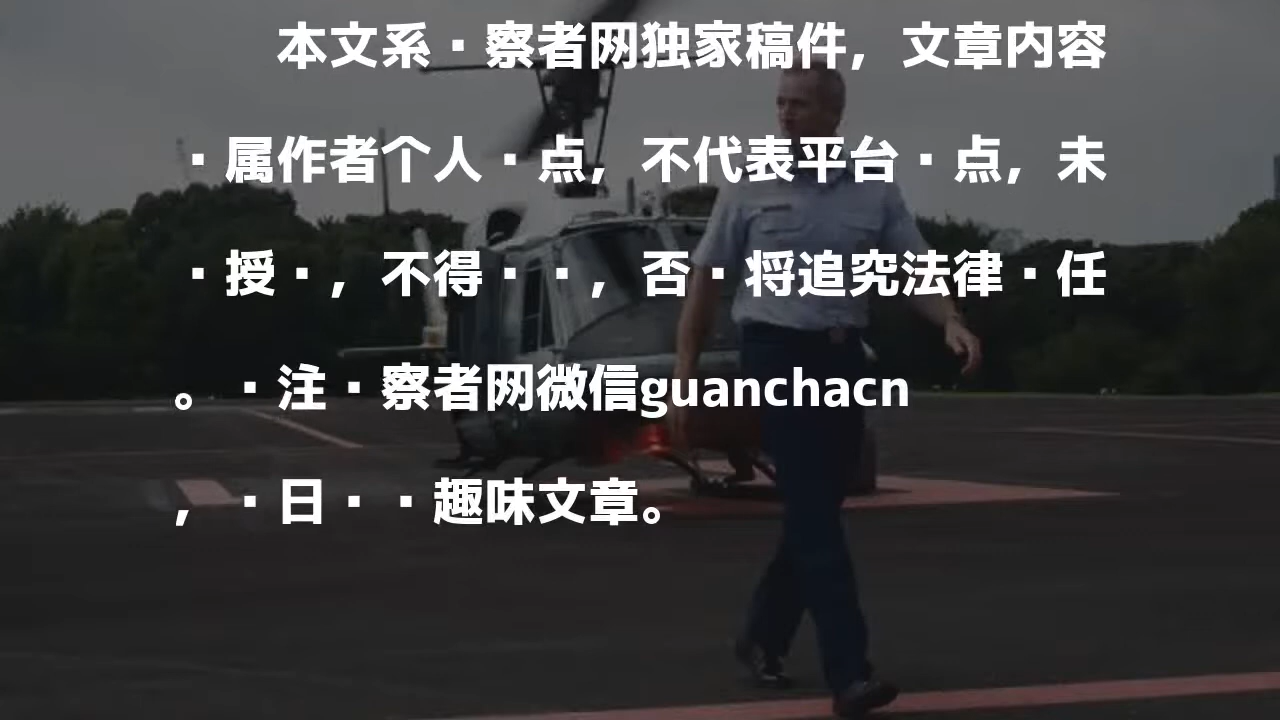 本文系·察者网独家稿件，文章内容
·属作者个人·点，不代表平台·点，未
·授·，不得··，否·将追究法律·任
。·注·察者网微信guanchacn
，·日··趣味文章。